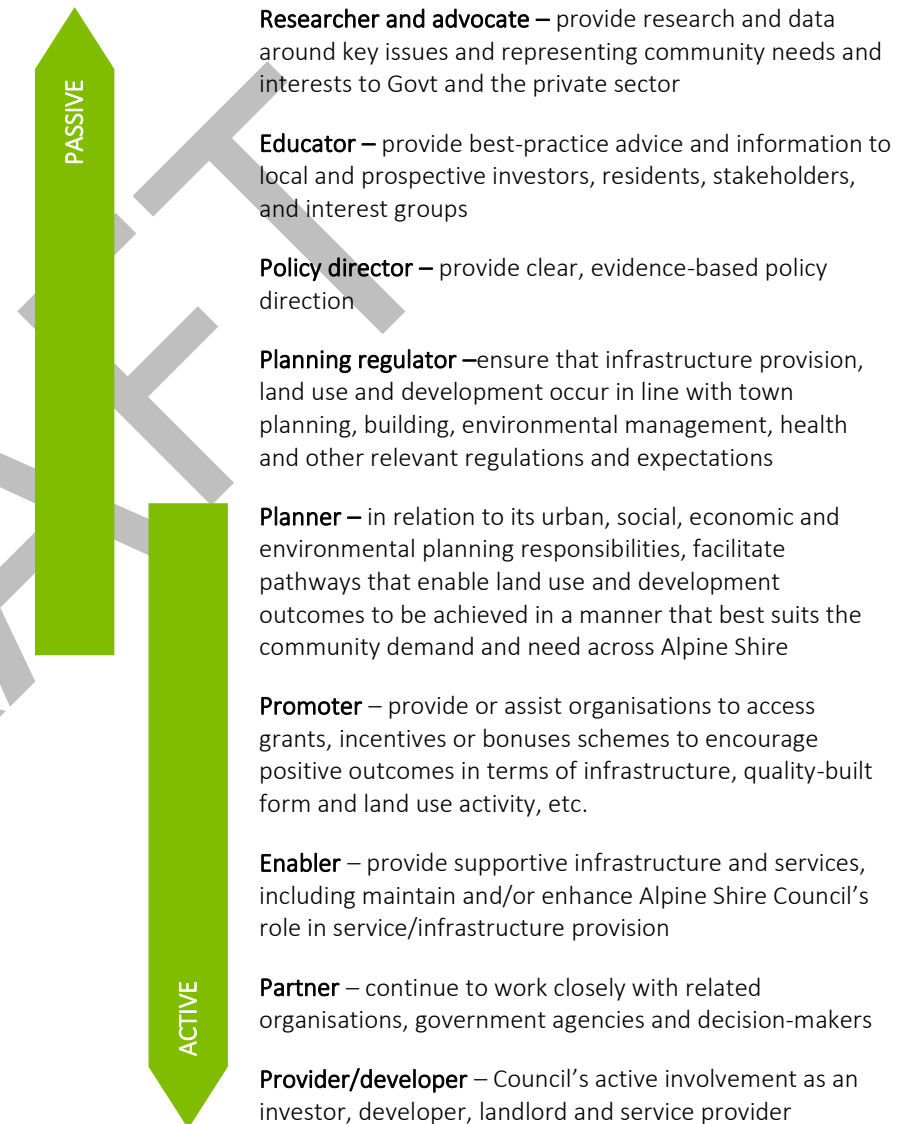 Researcher and advocate – provide research and data
around key issues and representing community needs and
interests to Govt and the private sector
PASSIVE
Educator – provide best-practice advice and information to
local and prospective investors, residents, stakeholders,
and interest groups
Policy director – provide clear, evidence-based policy
direction
Planning regulator –ensure that infrastructure provision,
land use and development occur in line with town
planning, building, environmental management, health
and other relevant regulations and expectations
Planner – in relation to its urban, social, economic and
environmental planning responsibilities, facilitate
pathways that enable land use and development
outcomes to be achieved in a manner that best suits the
community demand and need across Alpine Shire
Promoter – provide or assist organisations to access
grants, incentives or bonuses schemes to encourage
positive outcomes in terms of infrastructure, quality-built
form and land use activity, etc.
Enabler – provide supportive infrastructure and services,
including maintain and/or enhance Alpine Shire Council’s
role in service/infrastructure provision
ACTIVE
Partner – continue to work closely with related
organisations, government agencies and decision-makers
Provider/developer – Council’s active involvement as an
investor, developer, landlord and service provider